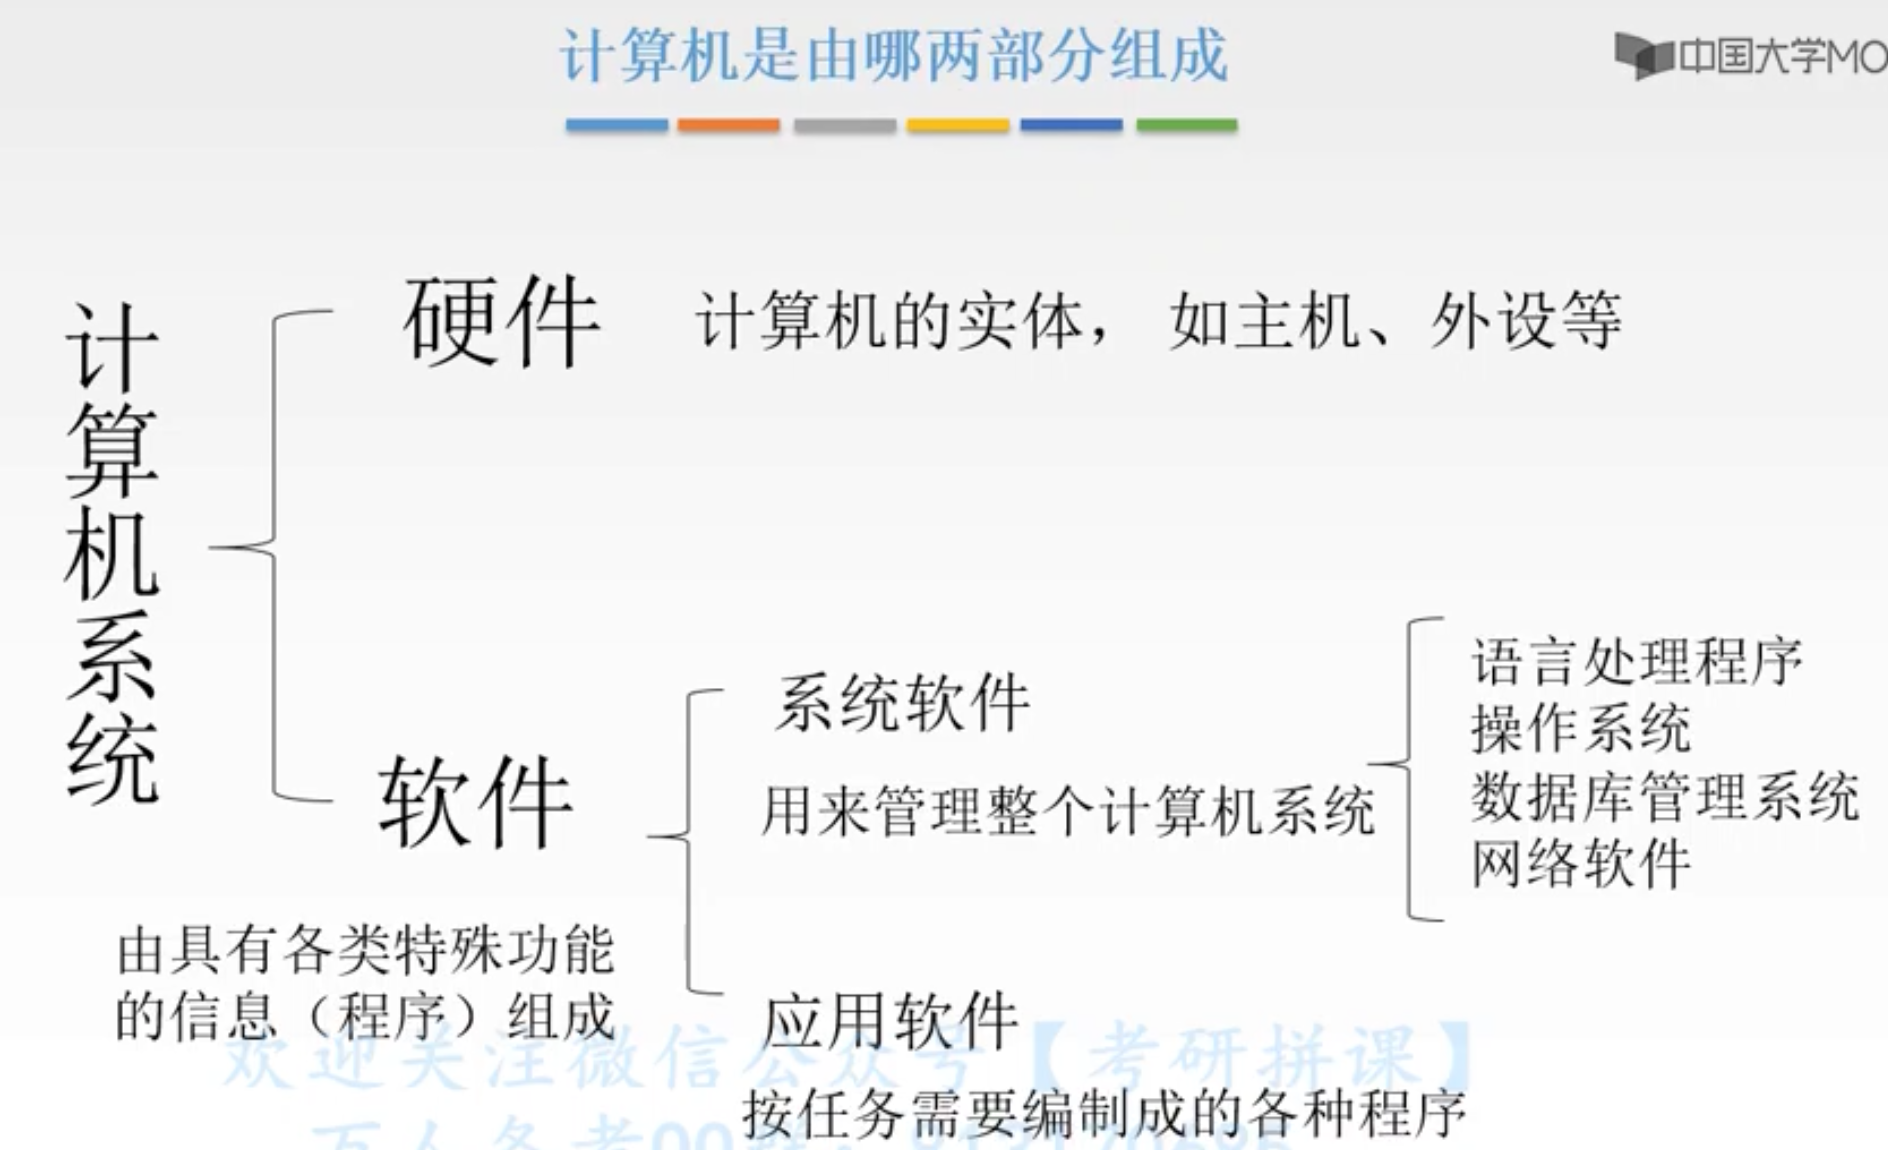 计算机是由哪两部分组成
中国大学MO
计算机系统
硬件
计算机的实体， 如主机、外设等
软件
由具有各类特殊功能
的信息（程序）组成
系统软件
用来管理整个计算机系统
语言处理程序
操作系统
数据库管理系统
网络软件
应用软件
按任务需要编制成的各种程序
欢迎关注微信公众号【考研拼课】